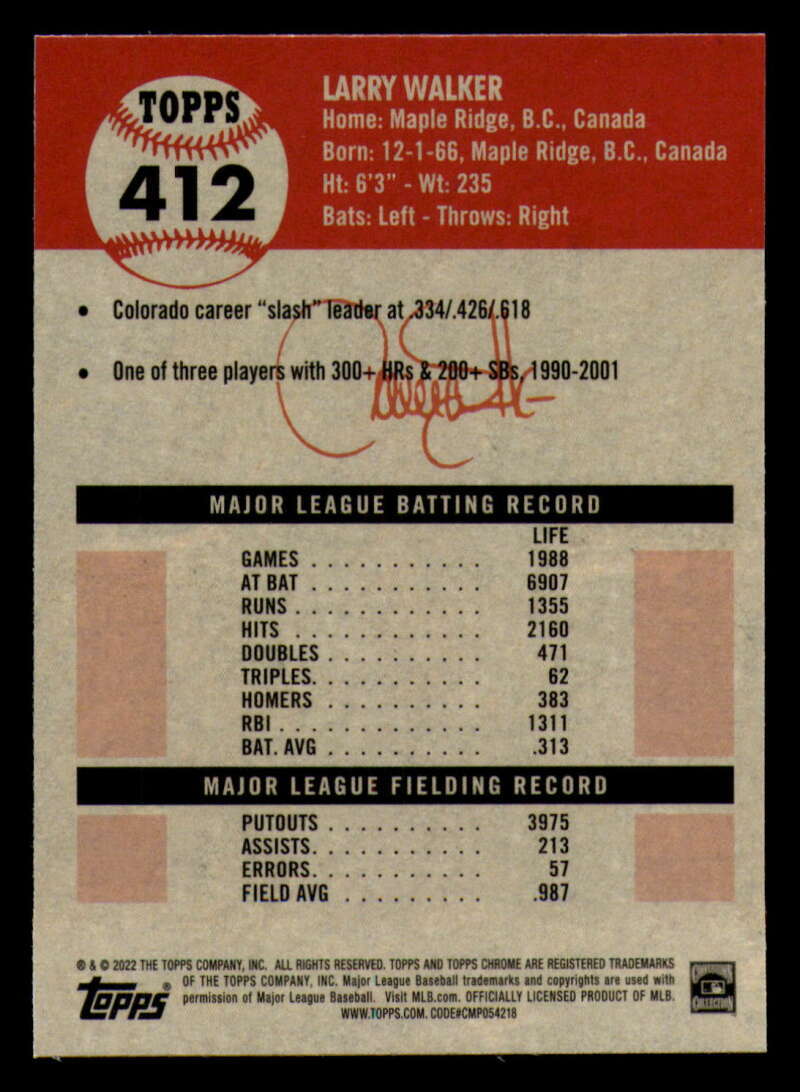 TOPPS
412
LARRY WALKER
Home: Maple Ridge, B.C., Canada
Born: 12-1-66, Maple Ridge, B.C., Canada
Ht: 6'3" - Wt: 235
Bats: Left - Throws: Right
• Colorado career "slash" leader at .334/.426/.618
• One of three players with 300+ HRs & 200+ SBs, 1990-2001
MAJOR LEAGUE BATTING RECORD
LIFE
GAMES . . . . . . . . . . . 1988
AT BAT . . . . . . . . . . . 6907
RUNS . . . . . . . . . . . . 1355
HITS . . . . . . . . . . . . 2160
DOUBLES . . . . . . . . . . 471
TRIPLES. . . . . . . . . . . 62
HOMERS . . . . . . . . . . 383
RBI . . . . . . . . . . . . . 1311
BAT. AVG . . . . . . . . . . .313
MAJOR LEAGUE FIELDING RECORD
PUTOUTS . . . . . . . . . . 3975
ASSISTS. . . . . . . . . . . 213
ERRORS. . . . . . . . . . . 57
FIELD AVG . . . . . . . . . .987
® & © 2022 THE TOPPS COMPANY, INC. ALL RIGHTS RESERVED. TOPPS AND TOPPS CHROME ARE REGISTERED TRADEMARKS
OF THE TOPPS COMPANY, INC. Major League Baseball trademarks and copyrights are used with
permission of Major League Baseball. Visit MLB.com. OFFICIALLY LICENSED PRODUCT OF MLB.
WWW.TOPPS.COM. CODE#CMP054218
Topps®
COOPERSTOWN
COLLECTION